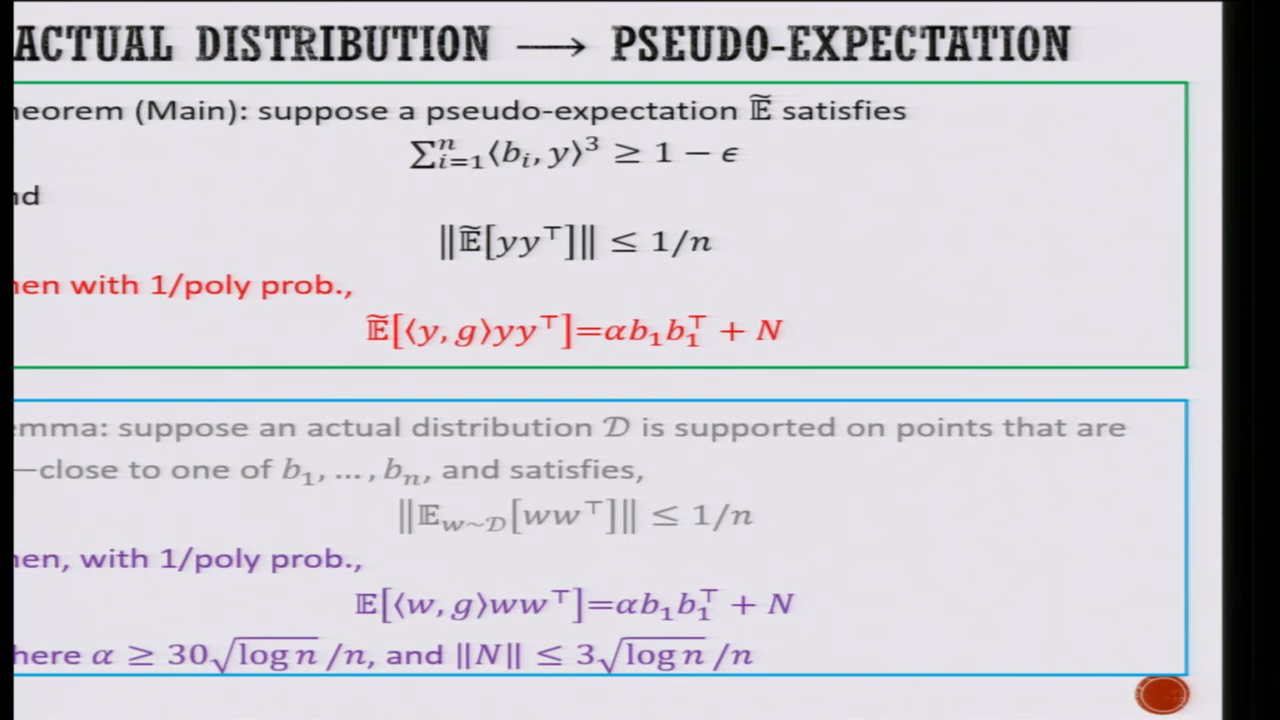 ACTUAL DISTRIBUTION ⟶ PSEUDO-EXPECTATION
heorem (Main): suppose a pseudo-expectation 𝔼̃ satisfies
∑ᵢ₌₁ⁿ⟨bᵢ, y⟩³ ≥ 1 − ϵ
nd
‖𝔼̃[yy⊤]‖ ≤ 1/n
hen with 1/poly prob.,
𝔼̃[⟨y, g⟩yy⊤]=αb₁b₁⊤ + N
emma: suppose an actual distribution 𝒟 is supported on points that are
—close to one of b₁, … , bₙ, and satisfies,
‖𝔼w~𝒟[ww⊤]‖ ≤ 1/n
hen, with 1/poly prob.,
𝔼[⟨w, g⟩ww⊤]=αb₁b₁⊤ + N
here α ≥ 30√log n /n, and ‖N‖ ≤ 3√log n /n